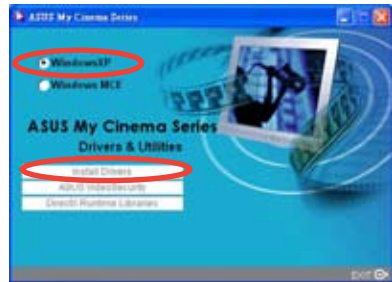 ASUS My Cinema Series
WindowsXP
Windows MCE
ASUS My Cinema Series
Drivers & Utilities
Install Drivers
ASUS VideoSecurity
DirectX Runtime Libraries
EXIT